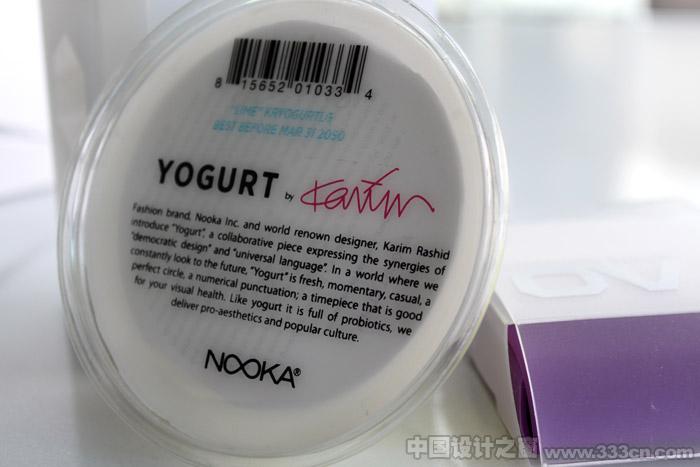 8 15652 01033 4
"LIME" KRYOGURTL/S
BEST BEFORE MAR 31 2050
YOGURT by Karim
Fashion brand, Nooka Inc. and world renown designer, Karim Rashid
introduce "Yogurt", a collaborative piece expressing the synergies of
"democratic design" and "universal language". In a world where we
constantly look to the future, "Yogurt" is fresh, momentary, casual, a
perfect circle, a numerical punctuation; a timepiece that is good
for your visual health. Like yogurt it is full of probiotics, we
deliver pro-aesthetics and popular culture.
NOOKA®
中国设计之窗 www.333cn.com